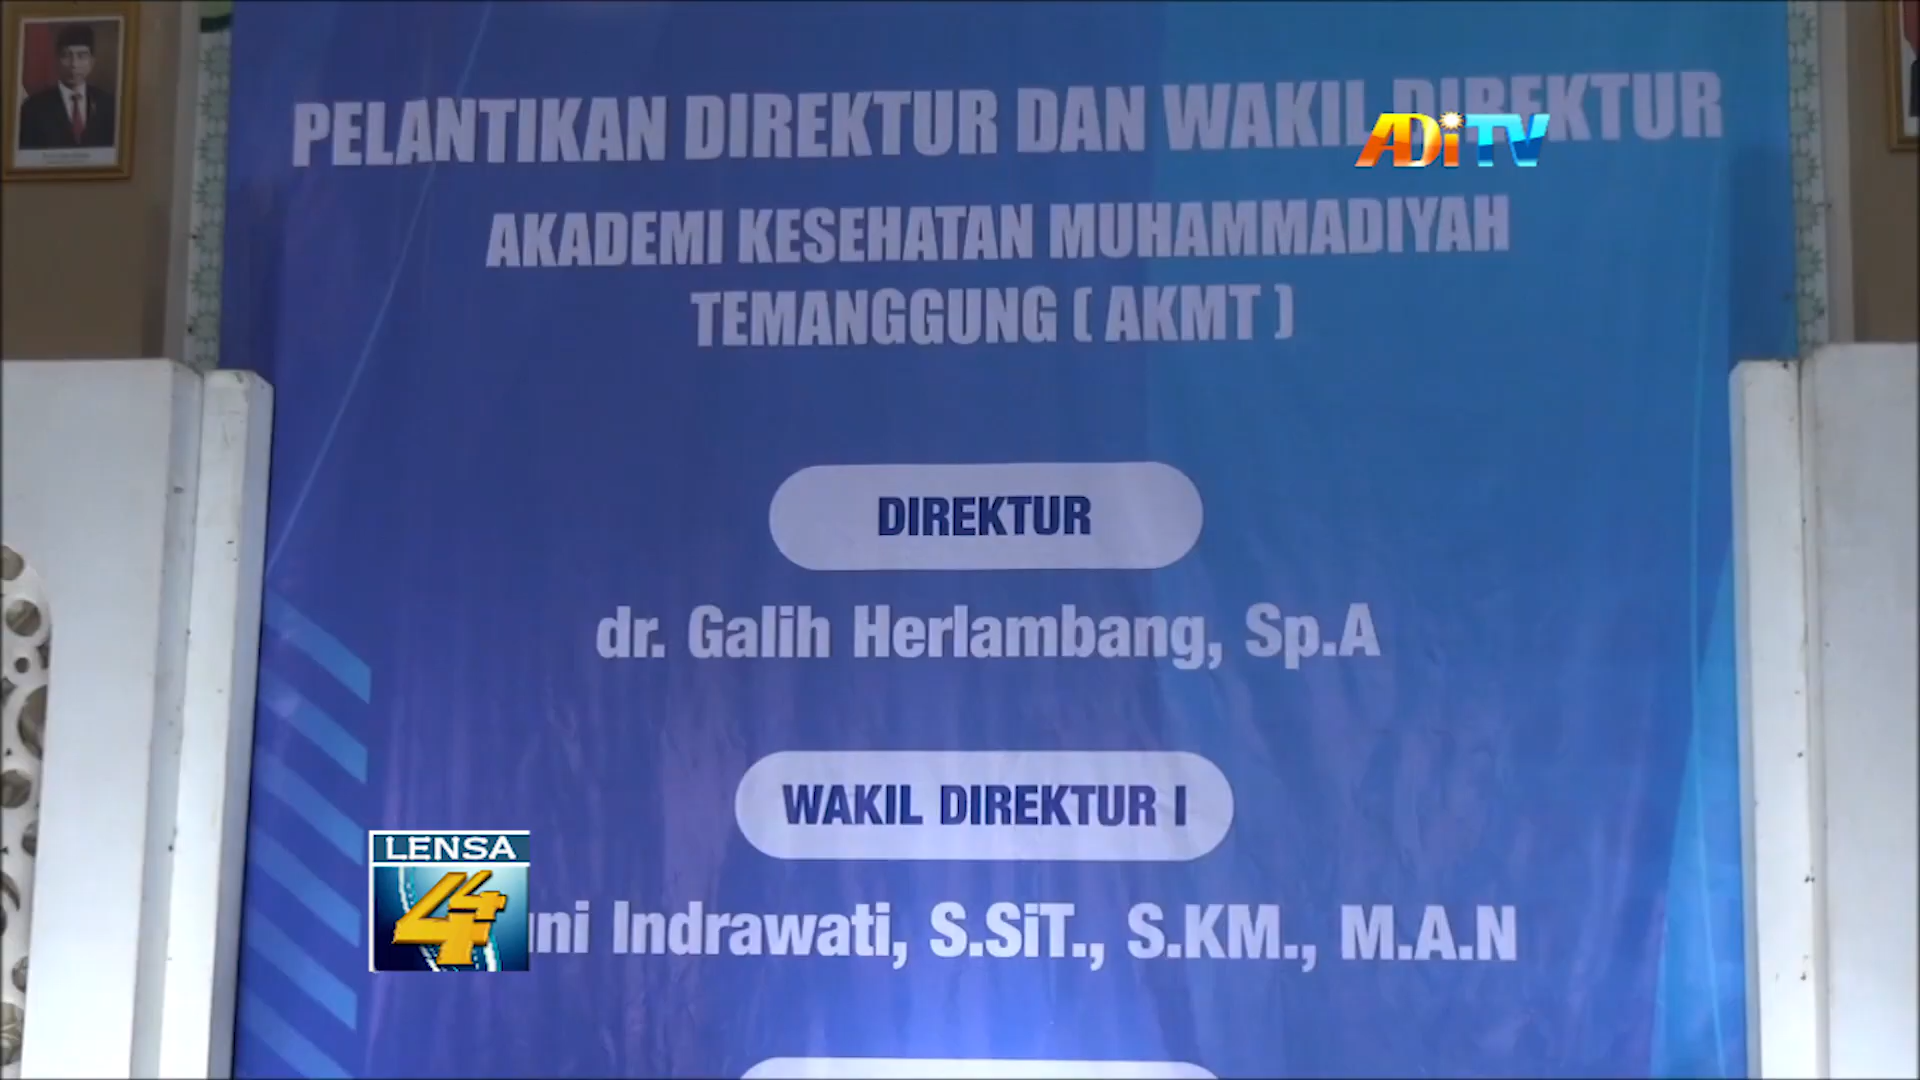 PELANTIKAN DIREKTUR DAN WAKIL DIREKTUR
ADiTV
AKADEMI KESEHATAN MUHAMMADIYAH
TEMANGGUNG ( AKMT )
DIREKTUR
dr. Galih Herlambang, Sp.A
WAKIL DIREKTUR I
LENSA
44
Indrawati, S.SiT., S.KM., M.A.N